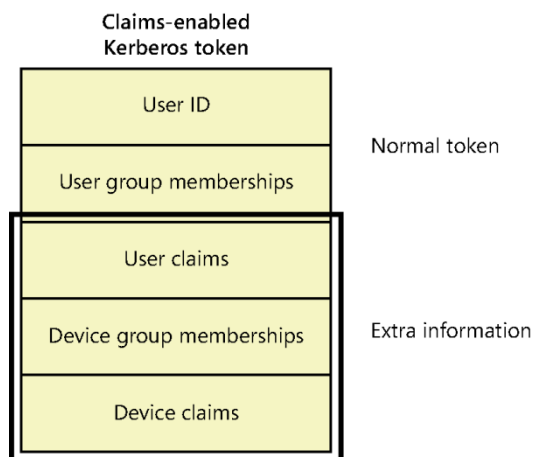 Claims-enabled
Kerberos token
User ID
Normal token
User group memberships
User claims
Device group memberships
Extra information
Device claims